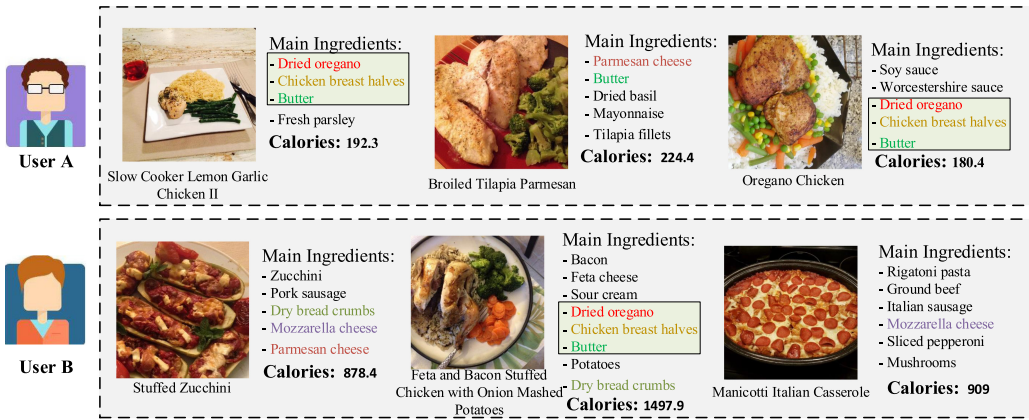 User A
Slow Cooker Lemon Garlic
Chicken II
Main Ingredients:
- Dried oregano
- Chicken breast halves
- Butter
- Fresh parsley
Calories: 192.3
Broiled Tilapia Parmesan
Main Ingredients:
- Parmesan cheese
- Butter
- Dried basil
- Mayonnaise
- Tilapia fillets
Calories: 224.4
Oregano Chicken
Main Ingredients:
- Soy sauce
- Worcestershire sauce
- Dried oregano
- Chicken breast halves
- Butter
Calories: 180.4
User B
Stuffed Zucchini
Main Ingredients:
- Zucchini
- Pork sausage
- Dry bread crumbs
- Mozzarella cheese
- Parmesan cheese
Calories: 878.4
Feta and Bacon Stuffed
Chicken with Onion Mashed
Potatoes
Main Ingredients:
- Bacon
- Feta cheese
- Sour cream
- Dried oregano
- Chicken breast halves
- Butter
- Potatoes
- Dry bread crumbs
Calories: 1497.9
Manicotti Italian Casserole
Main Ingredients:
- Rigatoni pasta
- Ground beef
- Italian sausage
- Mozzarella cheese
- Sliced pepperoni
- Mushrooms
Calories: 909